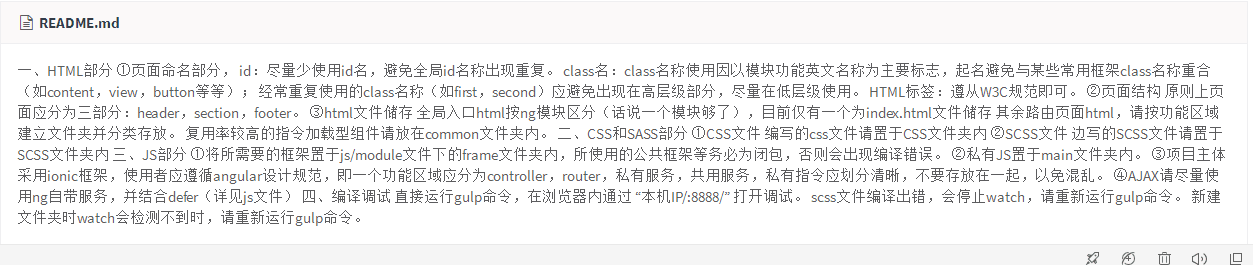 README.md
一、HTML部分 ①页面命名部分， id：尽量少使用id名，避免全局id名称出现重复。 class名：class名称使用因以模块功能英文名称为主要标志，起名避免与某些常用框架class名称重合
（如content，view，button等等）； 经常重复使用的class名称（如first，second）应避免出现在高层级部分，尽量在低层级使用。 HTML标签：遵从W3C规范即可。 ②页面结构 原则上页
面应分为三部分：header，section，footer。 ③html文件储存 全局入口html按ng模块区分（话说一个模块够了），目前仅有一个为index.html文件储存 其余路由页面html，请按功能区域
建立文件夹并分类存放。 复用率较高的指令加载型组件请放在common文件夹内。 二、CSS和SASS部分 ①CSS文件 编写的css文件请置于CSS文件夹内 ②SCSS文件 边写的SCSS文件请置于
SCSS文件夹内 三、JS部分 ①将所需要的框架置于js/module文件下的frame文件夹内，所使用的公共框架等务必为闭包，否则会出现编译错误。 ②私有JS置于main文件夹内。 ③项目主体
采用ionic框架，使用者应遵循angular设计规范，即一个功能区域应分为controller，router，私有服务，共用服务，私有指令应划分清晰，不要存放在一起，以免混乱。 ④AJAX请尽量使
用ng自带服务，并结合defer（详见js文件） 四、编译调试 直接运行gulp命令，在浏览器内通过 “本机IP/:8888/” 打开调试。 scss文件编译出错，会停止watch，请重新运行gulp命令。 新建
文件夹时watch会检测不到时，请重新运行gulp命令。